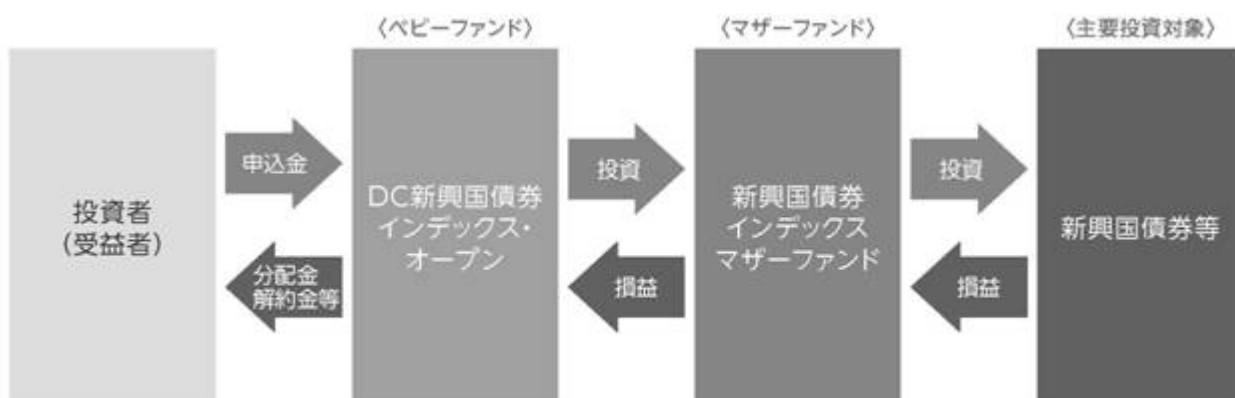 〈ベビーファンド〉
〈マザーファンド〉
〈主要投資対象〉
投資者
(受益者)
申込金
分配金
解約金等
DC新興国債券
インデックス・
オープン
投資
損益
新興国債券
インデックス
マザーファンド
投資
損益
新興国債券等